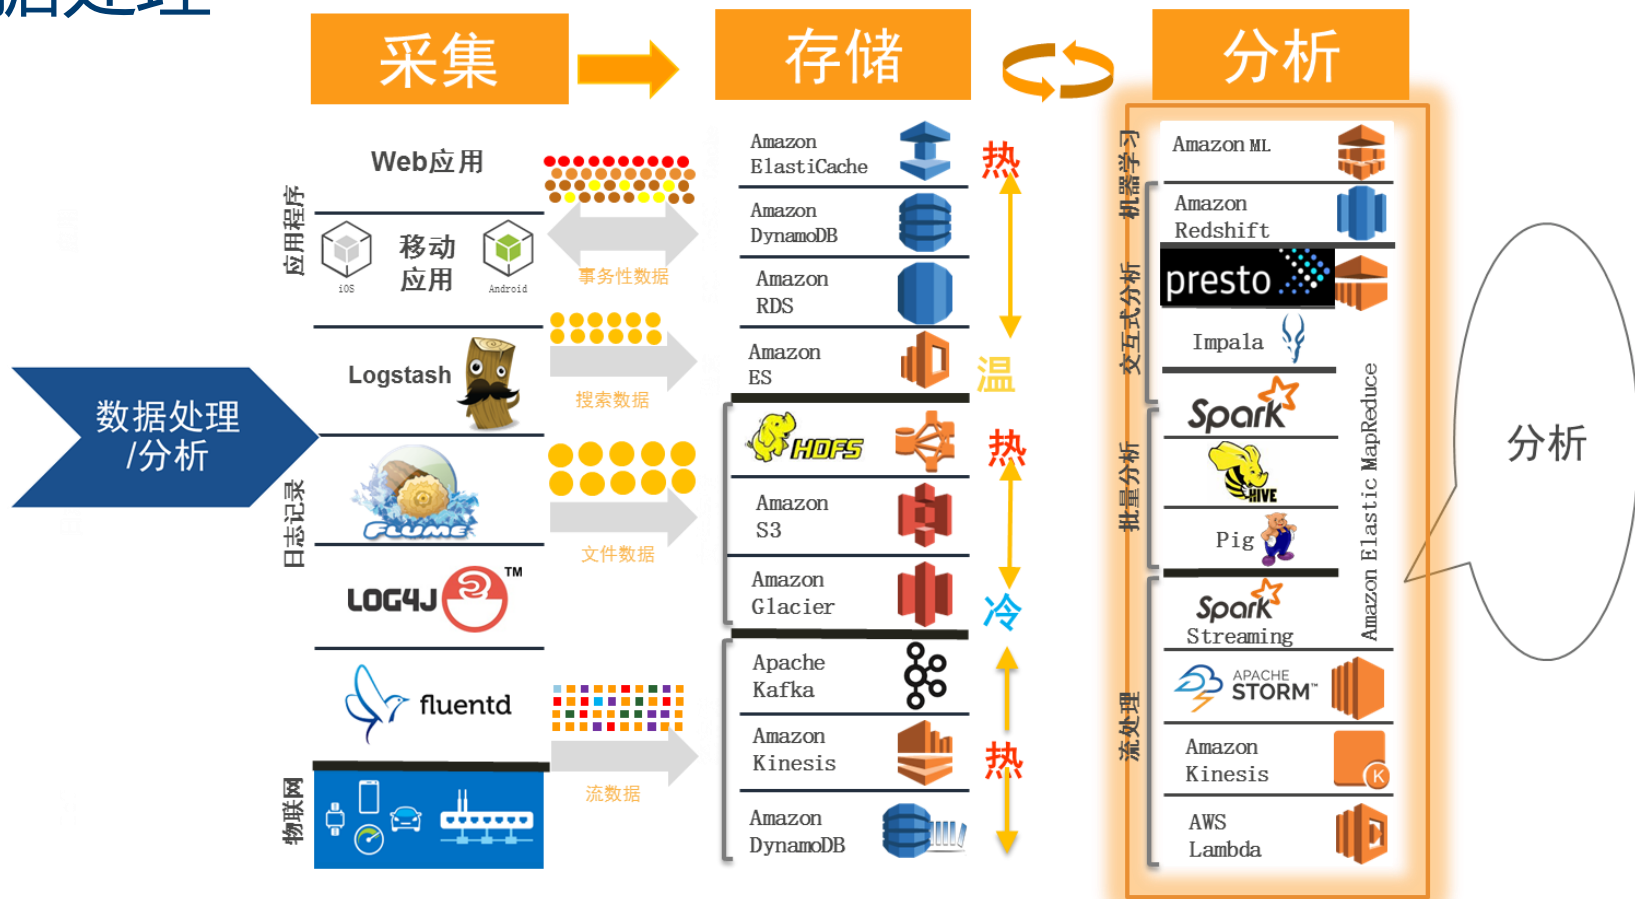 据处理
采集
存储
分析
数据处理
/分析
应用程序
Web应用
iOS
移动
应用
Android
日志记录
Logstash
FLUME
LOG4J
TM
fluentd
物联网
事务性数据
搜索数据
文件数据
流数据
Amazon
ElastiCache
Amazon
DynamoDB
Amazon
RDS
Amazon
ES
HDFS
Amazon
S3
Amazon
Glacier
Apache
Kafka
Amazon
Kinesis
Amazon
DynamoDB
热
温
热
冷
热
机器学习
交互式分析
批量分析
流处理
Amazon ML
Amazon
Redshift
presto
Impala
Spark
HIVE
Pig
Spark
Streaming
APACHE
STORM™
Amazon
Kinesis
K
AWS
Lambda
Amazon Elastic MapReduce
分析